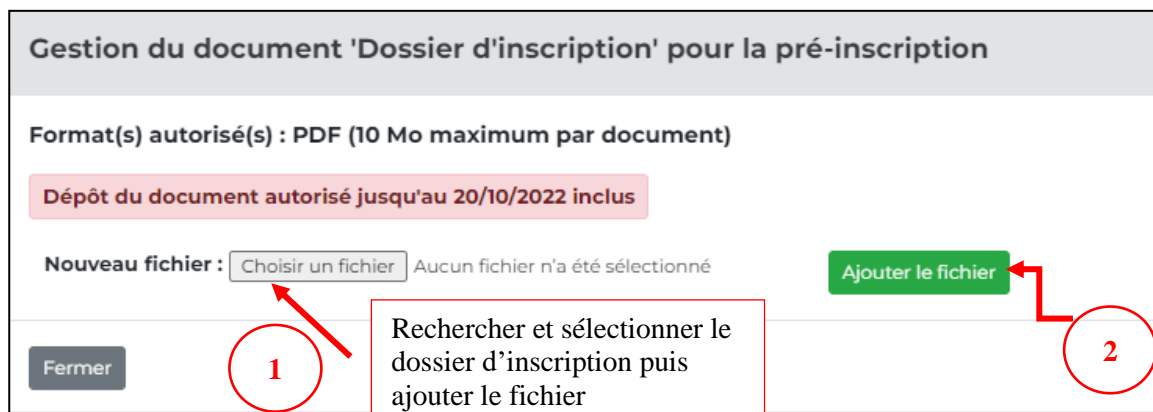 Gestion du document 'Dossier d'inscription' pour la pré-inscription
Format(s) autorisé(s) : PDF (10 Mo maximum par document)
Dépôt du document autorisé jusqu'au 20/10/2022 inclus
Nouveau fichier : Choisir un fichier Aucun fichier n'a été sélectionné Ajouter le fichier
Rechercher et sélectionner le
dossier d’inscription puis
ajouter le fichier
1
2
Fermer